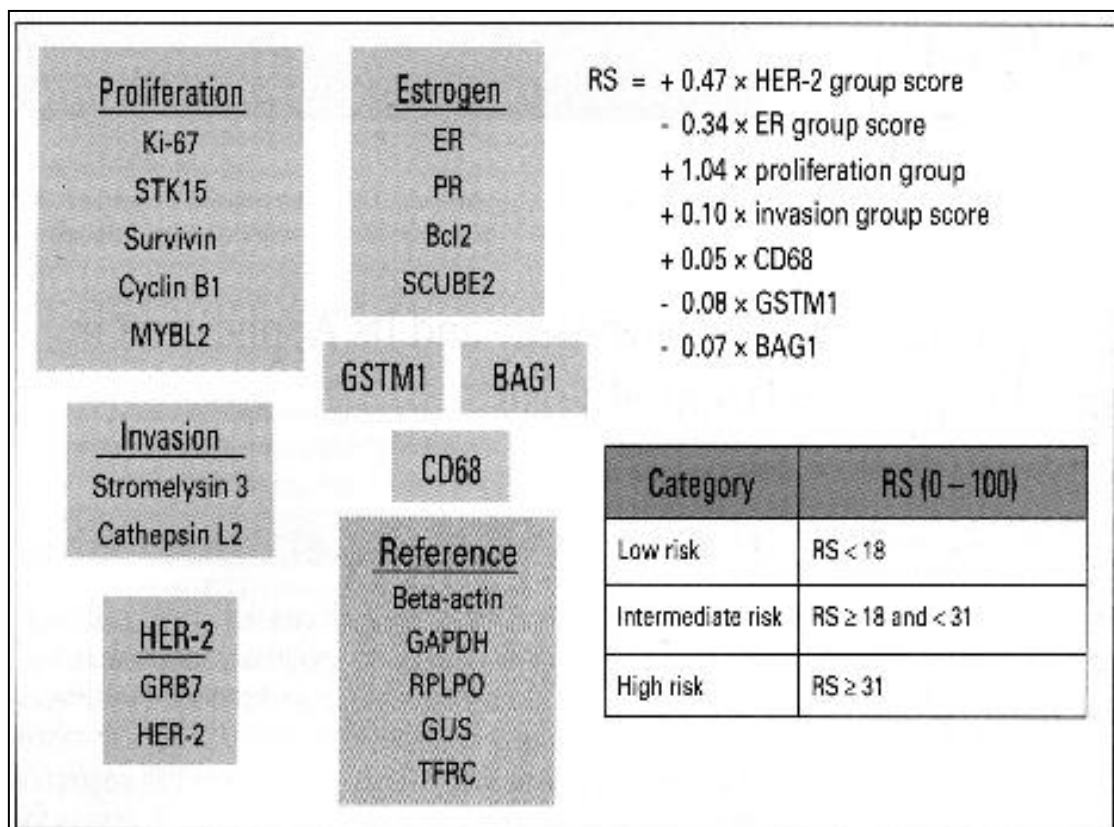 Proliferation
Ki-67
STK15
Survivin
Cyclin B1
MYBL2
Estrogen
ER
PR
Bcl2
SCUBE2
RS = + 0.47 × HER-2 group score
- 0.34 × ER group score
+ 1.04 × proliferation group
+ 0.10 × invasion group score
+ 0.05 × CD68
- 0.08 × GSTM1
- 0.07 × BAG1
GSTM1
BAG1
Invasion
Stromelysin 3
Cathepsin L2
CD68
HER-2
GRB7
HER-2
Reference
Beta-actin
GAPDH
RPLPO
GUS
TFRC
Category RS (0 – 100)
Low risk RS < 18
Intermediate risk RS ≥ 18 and < 31
High risk RS ≥ 31